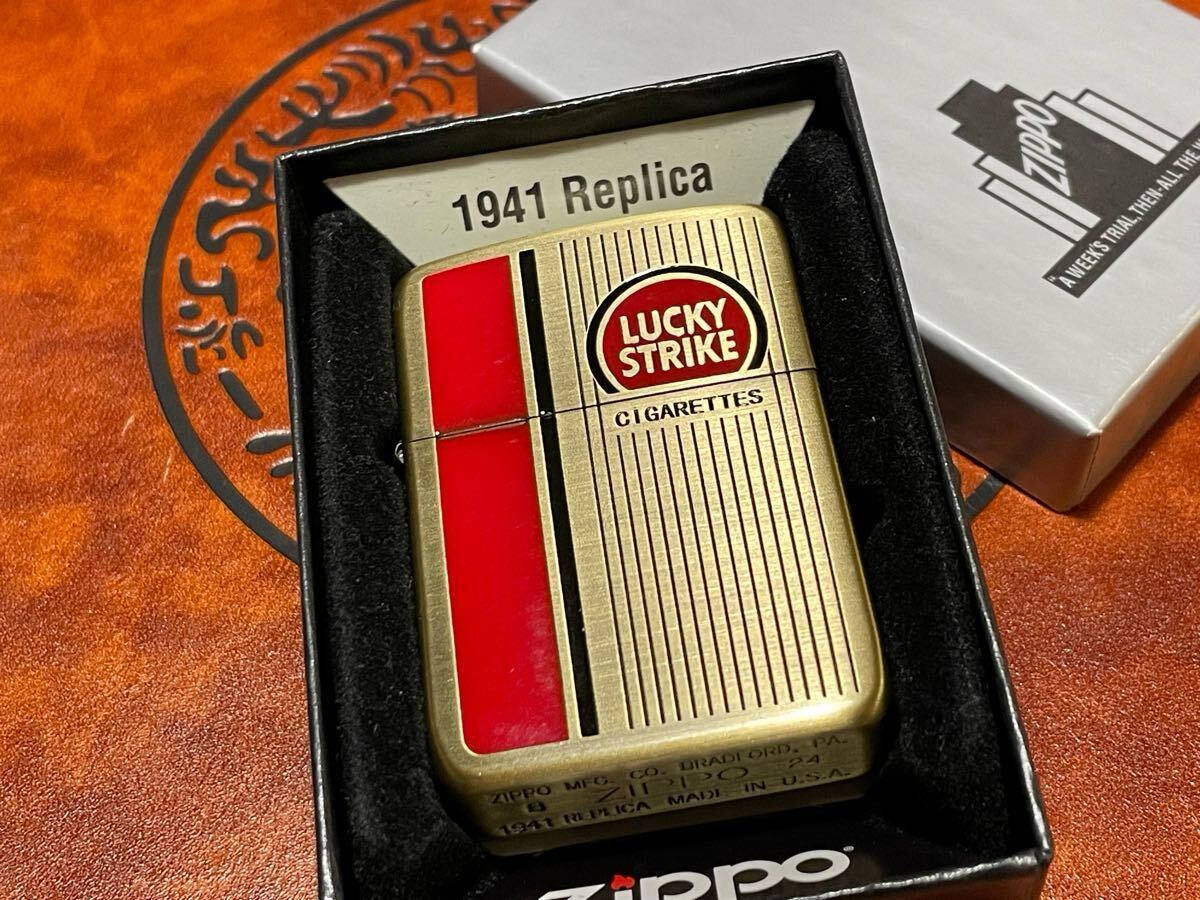 1941 Replica
LUCKY
STRIKE
CIGARETTES
ZIPPO MFG. CO. BRADFORD, PA.
B ZIPPO 24
1941 REPLICA MADE IN U.S.A.
Zippo
ZIPPO
"A WEEK'S TRIAL, THEN-ALL THE